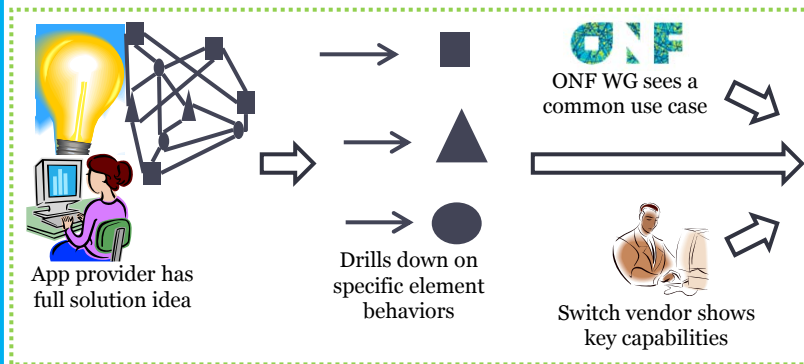 App provider has
full solution idea
Drills down on
specific element
behaviors
ONF
ONF WG sees a
common use case
Switch vendor shows
key capabilities